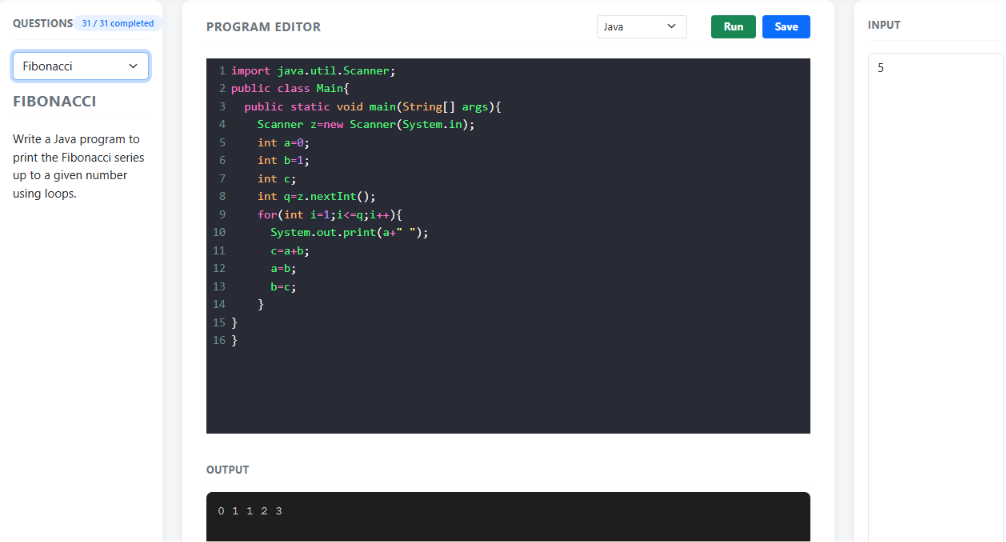 QUESTIONS 31 / 31 completed
Fibonacci
FIBONACCI
Write a Java program to
print the Fibonacci series
up to a given number
using loops.
PROGRAM EDITOR
Java
Run
Save
1 import java.util.Scanner;
2 public class Main{
3   public static void main(String[] args){
4     Scanner z=new Scanner(System.in);
5     int a=0;
6     int b=1;
7     int c;
8     int q=z.nextInt();
9     for(int i=1;i<=q;i++){
10       System.out.print(a+" ");
11       c=a+b;
12       a=b;
13       b=c;
14     }
15 }
16 }
OUTPUT
0 1 1 2 3
INPUT
5